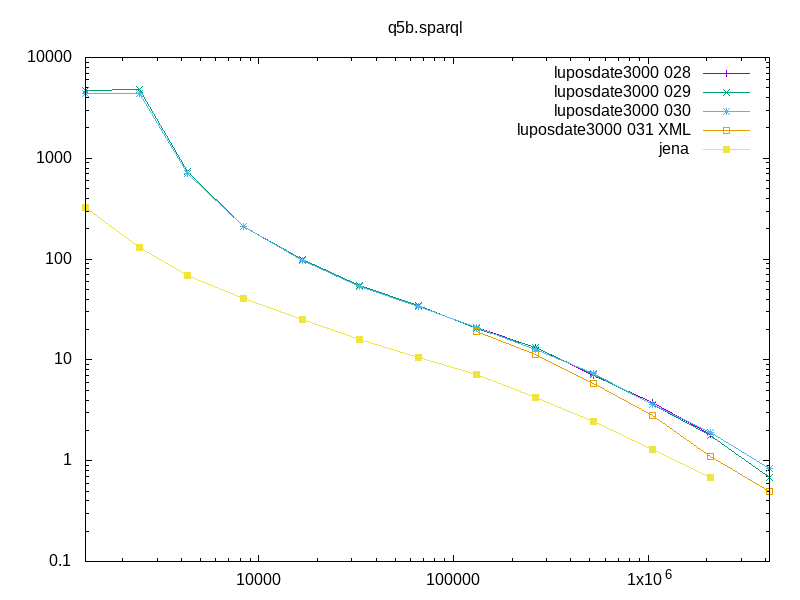 q5b.sparql
10000
luposdate3000 028
luposdate3000 029
luposdate3000 030
luposdate3000 031 XML
jena
1000
100
10
1
0.1
10000 100000 1x10^6